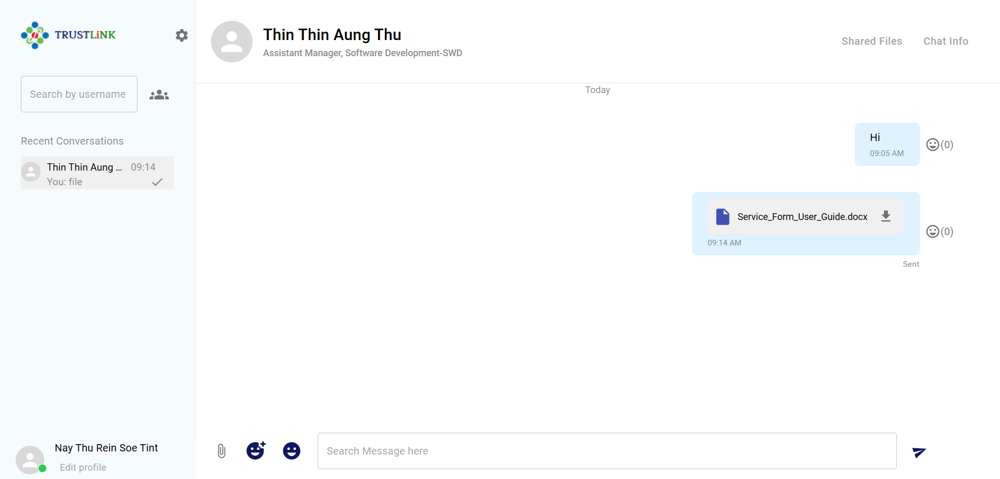 TRUSTLiNK
Search by username
Recent Conversations
Thin Thin Aung ... 09:14
You: file
Nay Thu Rein Soe Tint
Edit profile
Thin Thin Aung Thu
Assistant Manager, Software Development-SWD
Shared Files Chat Info
Today
Hi
09:05 AM
(0)
Service_Form_User_Guide.docx
09:14 AM
(0)
Sent
Search Message here